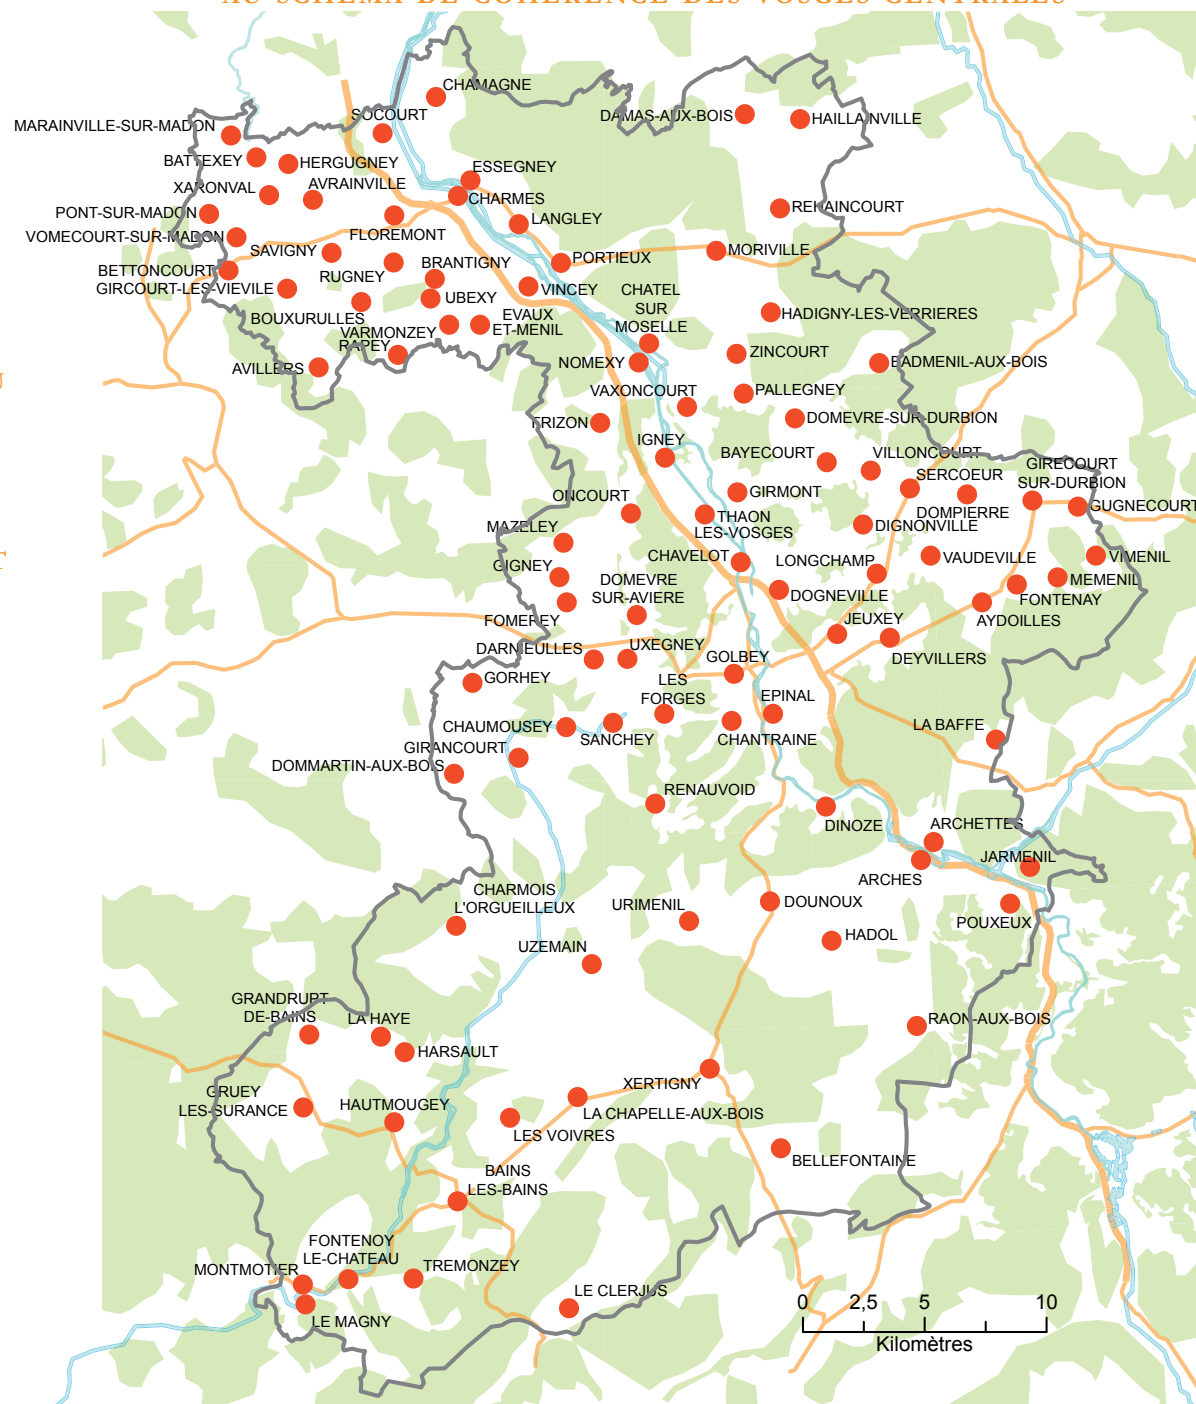 AU SCHEMA DE COHERENCE DES VOSGES CENTRALES
CHAMAGNE
SOCOURT
DAMAS-AUX-BOIS
HAILLAINVILLE
MARAINVILLE-SUR-MADON
BATTEXEY
HERGUGNEY
ESSEGNEY
XARONVAL
AVRAINVILLE
CHARMES
PONT-SUR-MADON
REHAINCOURT
LANGLEY
VOMECOURT-SUR-MADON
FLOREMONT
SAVIGNY
MORIVILLE
PORTIEUX
BETTONCOURT
RUGNEY
BRANTIGNY
GIRCOURT-LES-VIEVILLE
UBEXY
VINCEY
CHATEL
SUR
MOSELLE
BOUXURULLES
EVAUX
ET-MENIL
HADIGNY-LES-VERRIERES
VARMONZEY
RAPEY
ZINCOURT
NOMEXY
BADMENIL-AUX-BOIS
AVILLERS
VAXONCOURT
PALLEGNEY
FRIZON
DOMEVRE-SUR-DURBION
IGNEY
BAYECOURT
VILLONCOURT
GIRECOURT
SUR-DURBION
SERCOEUR
ONCOURT
GIRMONT
DOMPIERRE
GUGNECOURT
THAON
LES-VOSGES
DIGNONVILLE
MAZELEY
CHAVELOT
LONGCHAMP
VAUDEVILLE
VIMENIL
GIGNEY
DOMEVRE
SUR-AVIERE
MEMENIL
DOGNEVILLE
FONTENAY
FOMEREY
JEUXEY
AYDOILLES
DARNIEULLES
UXEGNEY
GOLBEY
DEYVILLERS
GORHEY
LES
FORGES
EPINAL
CHAUMOUSEY
SANCHEY
CHANTRAINE
LA BAFFE
GIRANCOURT
DOMMARTIN-AUX-BOIS
RENAUVOID
DINOZE
ARCHETTES
JARMENIL
ARCHES
CHARMOIS
L'ORGUEILLEUX
URIMENIL
DOUNOUX
POUXEUX
HADOL
UZEMAIN
GRANDRUPT
DE-BAINS
LA HAYE
RAON-AUX-BOIS
HARSAULT
XERTIGNY
GRUEY
LES-SURANCE
HAUTMOUGEY
LA CHAPELLE-AUX-BOIS
LES VOIVRES
BELLEFONTAINE
BAINS
LES-BAINS
FONTENOY
LE-CHATEAU
MONTMOTIER
TREMONZEY
LE CLERJUS
LE MAGNY
0 2,5 5 10
Kilomètres